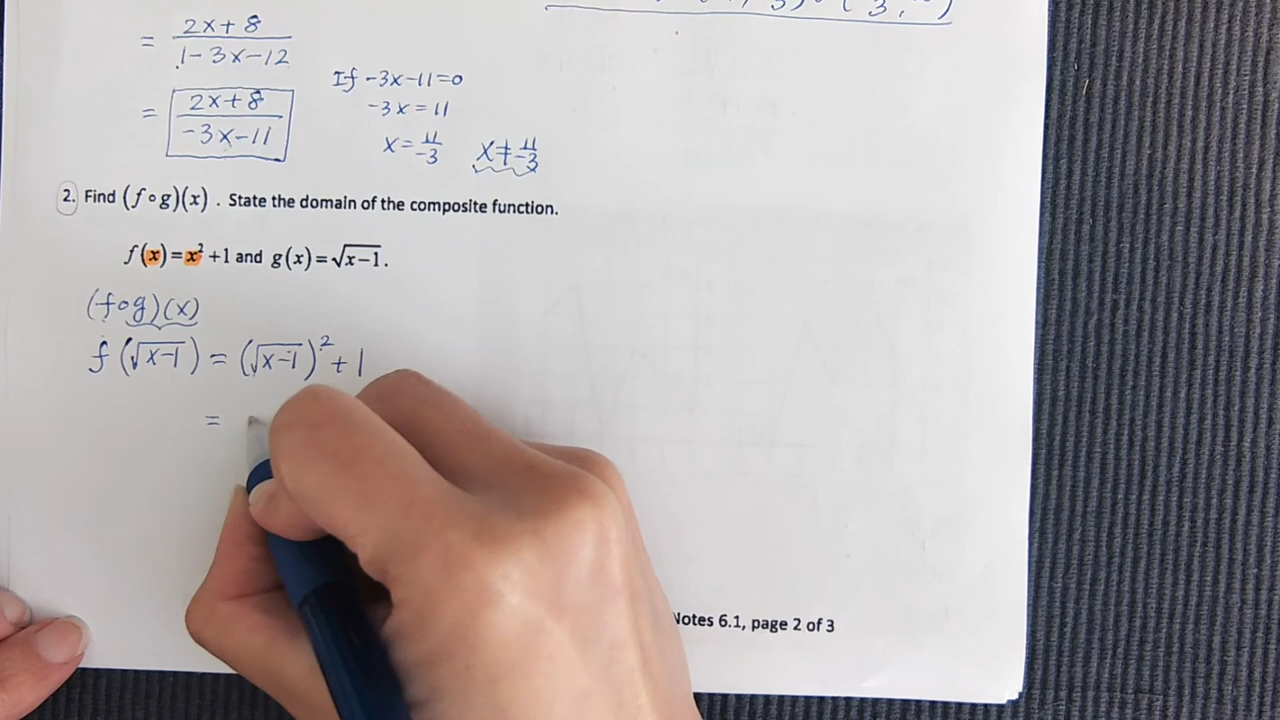 = 2x+8 / 1-3x-12
If -3x-11=0
= 2x+8 / -3x-11
-3x = 11
x = 11/-3 x ≠ 11/-3
2. Find (f∘g)(x). State the domain of the composite function.
f(x)=x²+1 and g(x)=√x-1.
(f∘g)(x)
f(√x-1) = (√x-1)² + 1
=
Notes 6.1, page 2 of 3